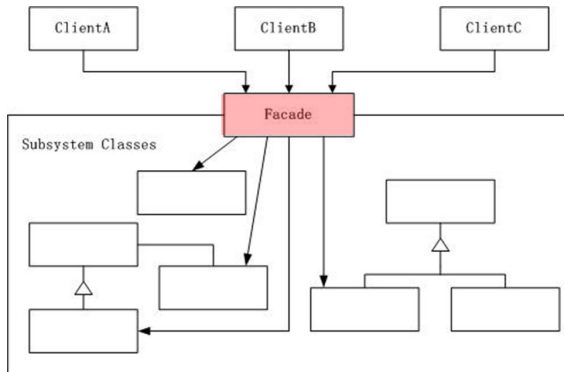 ClientA
ClientB
ClientC
Facade
Subsystem Classes